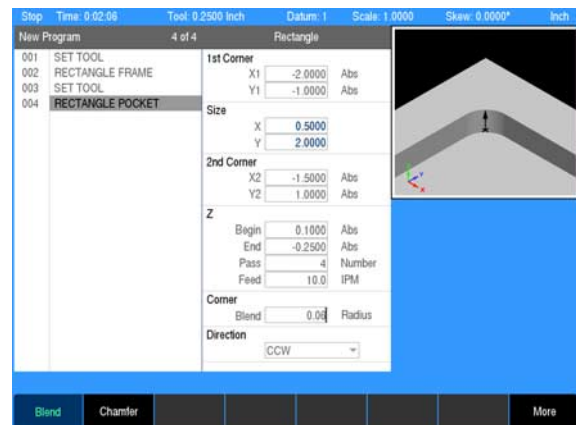 Stop Time: 0:02:06 Tool: 0.2500 Inch Datum: 1 Scale: 1.0000 Skew: 0.0000° Inch
New Program 4 of 4 Rectangle
001 SET TOOL
002 RECTANGLE FRAME
003 SET TOOL
004 RECTANGLE POCKET
1st Corner
X1 -2.0000 Abs
Y1 -1.0000 Abs
Size
X 0.5000
Y 2.0000
2nd Corner
X2 -1.5000 Abs
Y2 1.0000 Abs
Z
Begin 0.1000 Abs
End -0.2500 Abs
Pass 4 Number
Feed 10.0 IPM
Corner
Blend 0.06 Radius
Direction
CCW
Blend Chamfer More